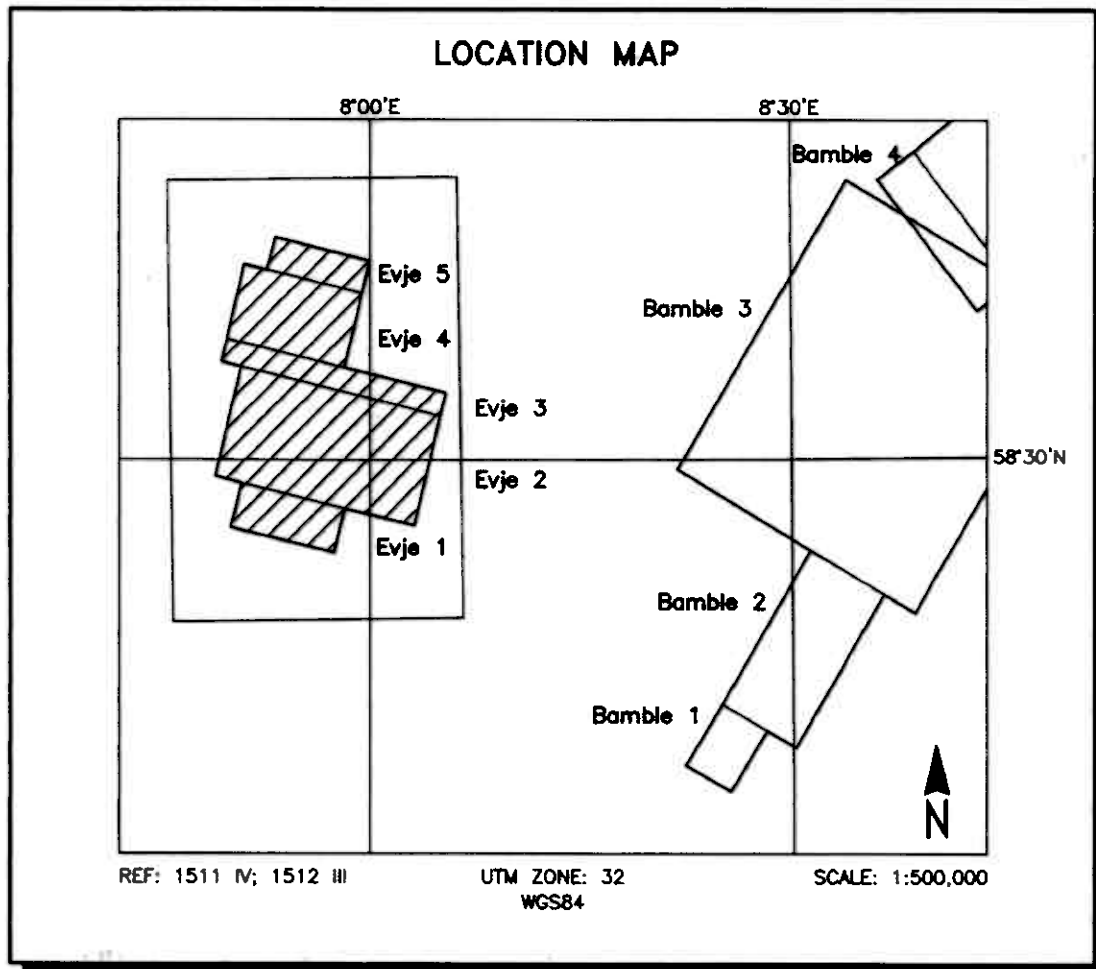 LOCATION MAP
8°00'E
8°30'E
Bamble 4
Evje 5
Bamble 3
Evje 4
Evje 3
58°30'N
Evje 2
Evje 1
Bamble 2
Bamble 1
N
REF: 1511 IV; 1512 III
UTM ZONE: 32
SCALE: 1:500,000
WGS84